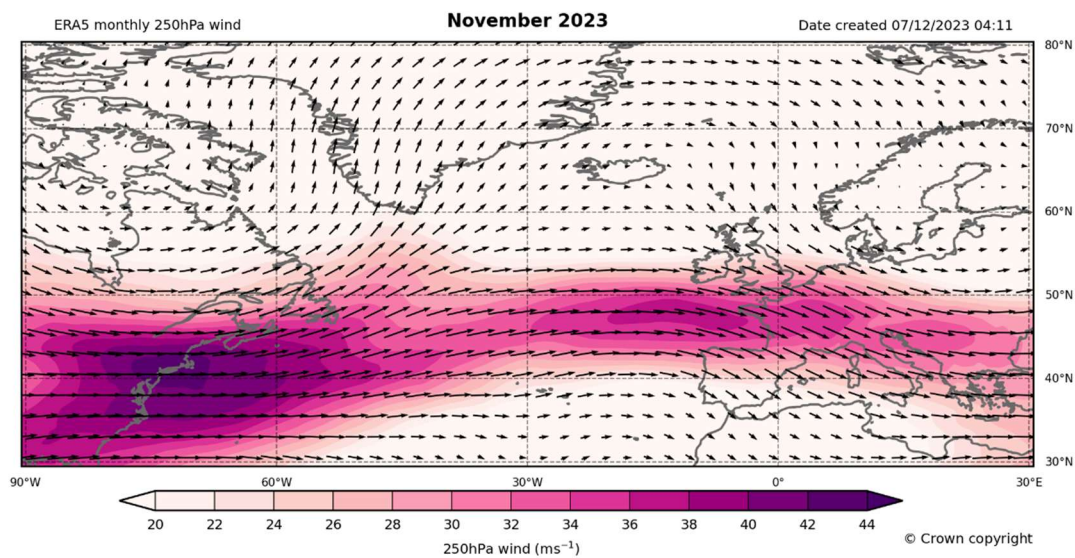 November 2023
ERA5 monthly 250hPa wind
Date created 07/12/2023 04:11
80°N
70°N
60°N
50°N
40°N
30°N
90°W 60°W 30°W 0° 30°E
20 22 24 26 28 30 32 34 36 38 40 42 44
250hPa wind (ms⁻¹)
© Crown copyright